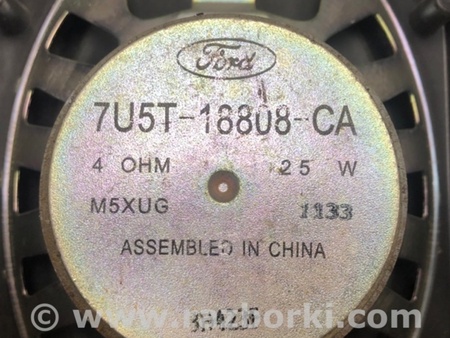 Ford
7U5T-18808-CA
4 OHM 25 W
M5XUG 1133
ASSEMBLED IN CHINA
© www.razborki.com